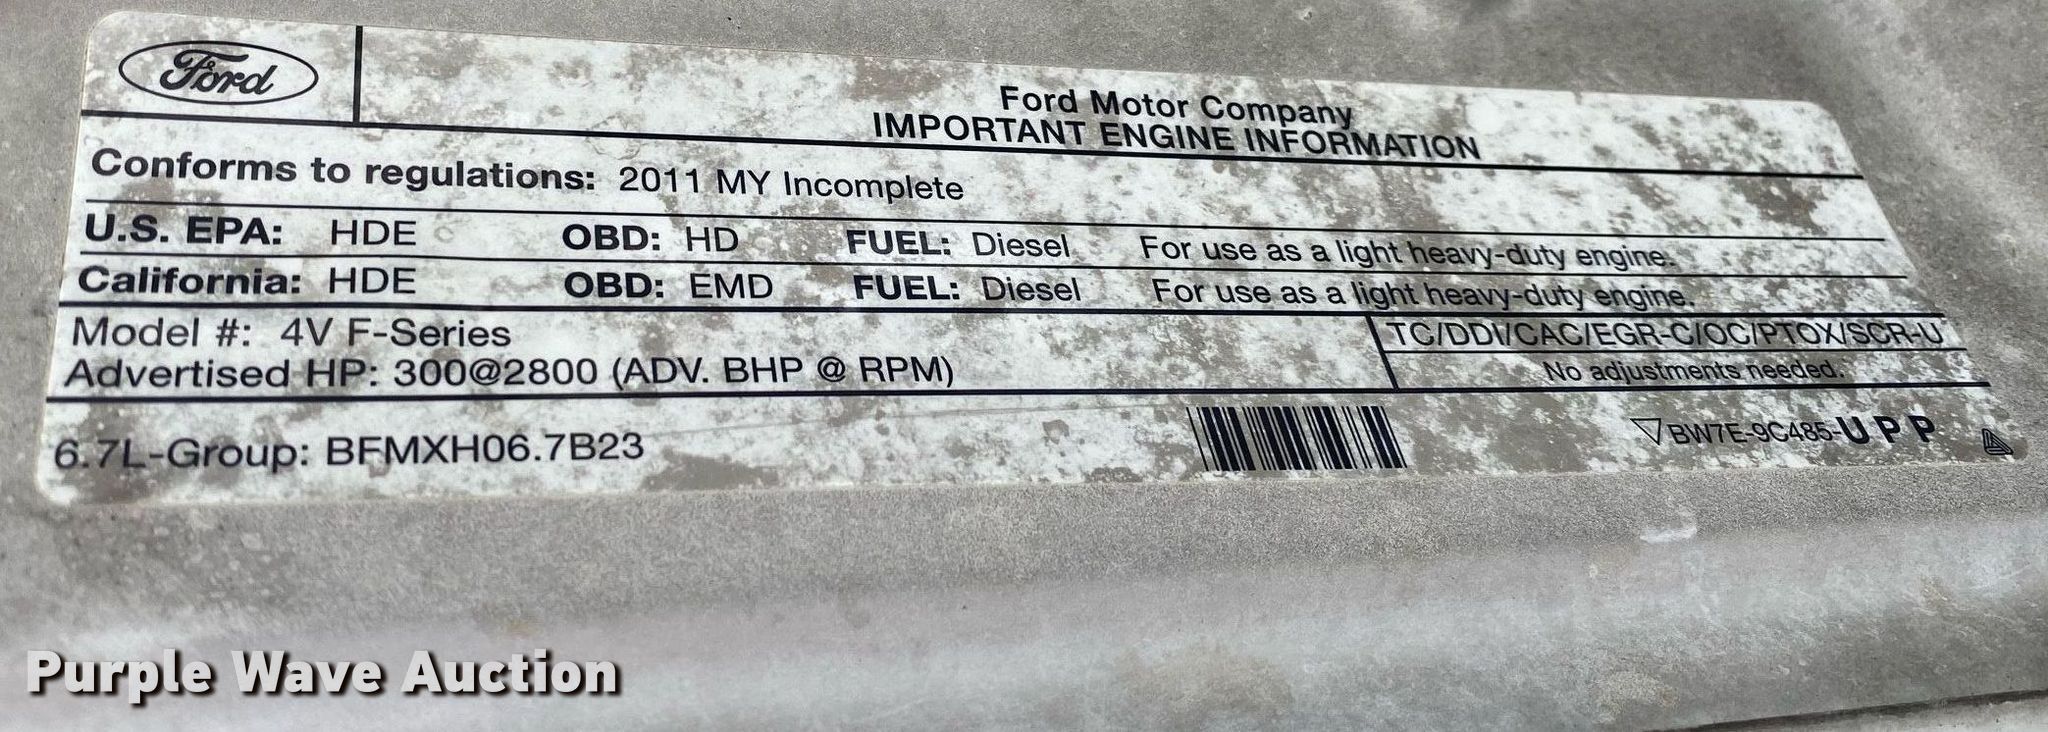 Ford
Ford Motor Company
IMPORTANT ENGINE INFORMATION
Conforms to regulations: 2011 MY Incomplete
U.S. EPA: HDE OBD: HD FUEL: Diesel For use as a light heavy-duty engine.
California: HDE OBD: EMD FUEL: Diesel For use as a light heavy-duty engine.
Model #: 4V F-Series
Advertised HP: 300@2800 (ADV. BHP @ RPM)
TC/DDI/CAC/EGR-C/OC/PTOX/SCR-U
No adjustments needed.
6.7L-Group: BFMXH06.7B23
BW7E-9C485-UPP
Purple Wave Auction